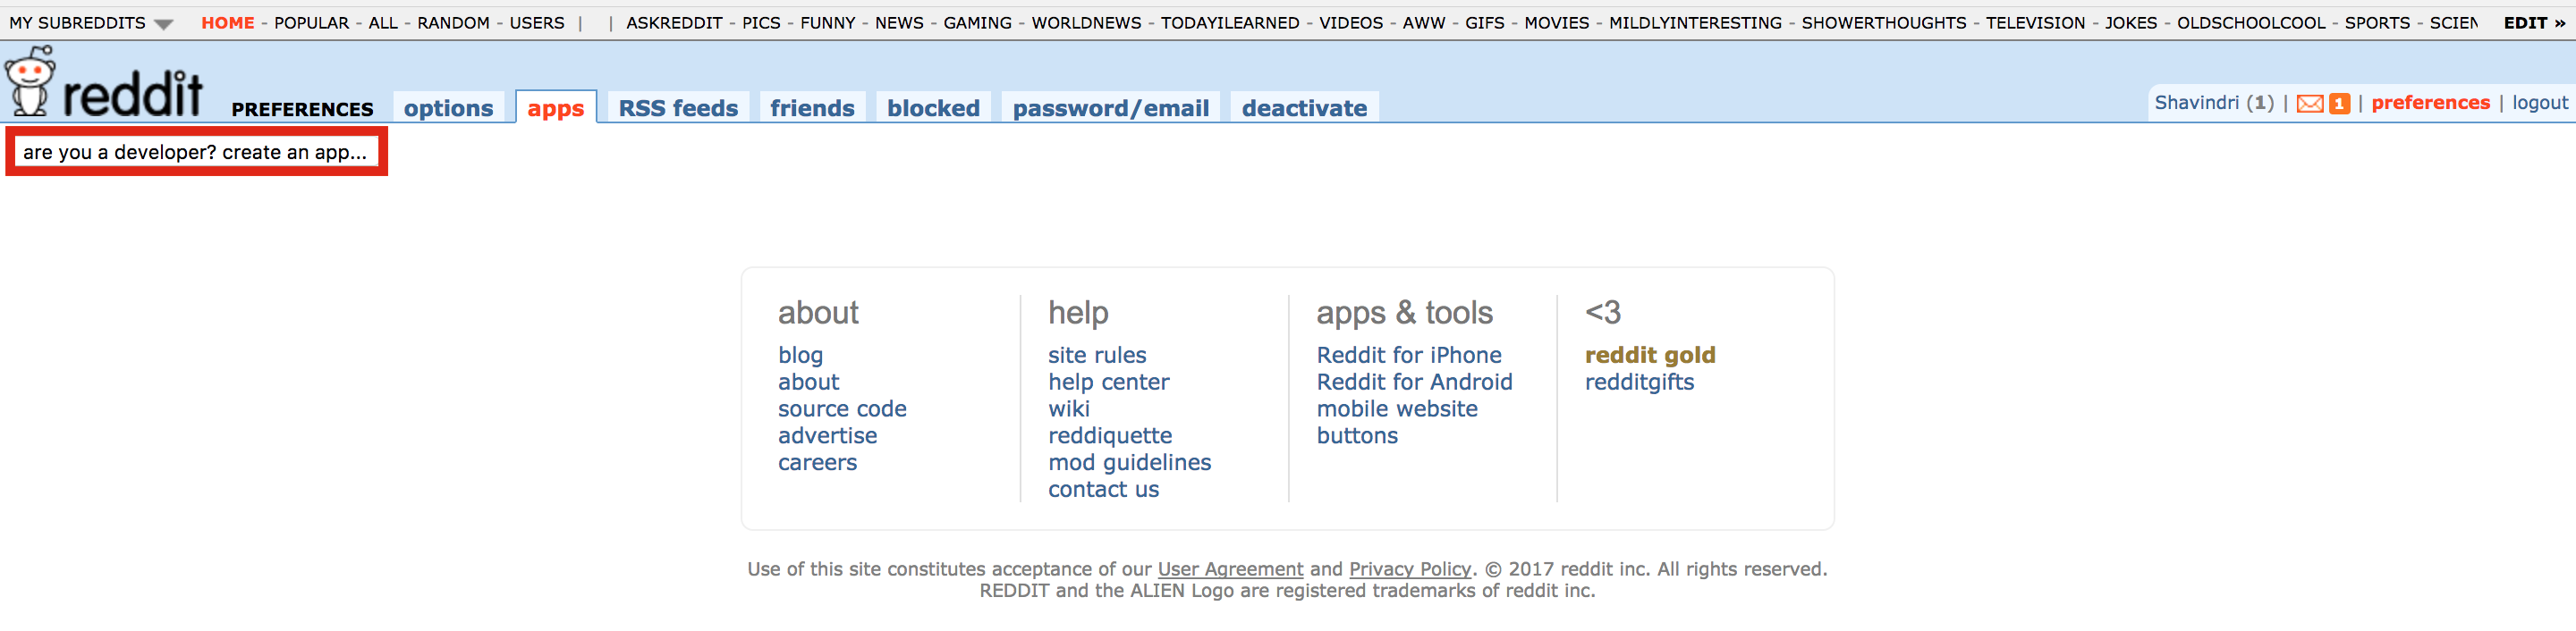 MY SUBREDDITS HOME - POPULAR - ALL - RANDOM - USERS | | ASKREDDIT - PICS - FUNNY - NEWS - GAMING - WORLDNEWS - TODAYILEARNED - VIDEOS - AWW - GIFS - MOVIES - MILDLYINTERESTING - SHOWERTHOUGHTS - TELEVISION - JOKES - OLDSCHOOLCOOL - SPORTS - SCIEN EDIT »
reddit PREFERENCES options apps RSS feeds friends blocked password/email deactivate Shavindri (1) | 1 | preferences | logout
are you a developer? create an app...
about
blog
about
source code
advertise
careers
help
site rules
help center
wiki
reddiquette
mod guidelines
contact us
apps & tools
Reddit for iPhone
Reddit for Android
mobile website
buttons
<3
reddit gold
redditgifts
Use of this site constitutes acceptance of our User Agreement and Privacy Policy. © 2017 reddit inc. All rights reserved.
REDDIT and the ALIEN Logo are registered trademarks of reddit inc.